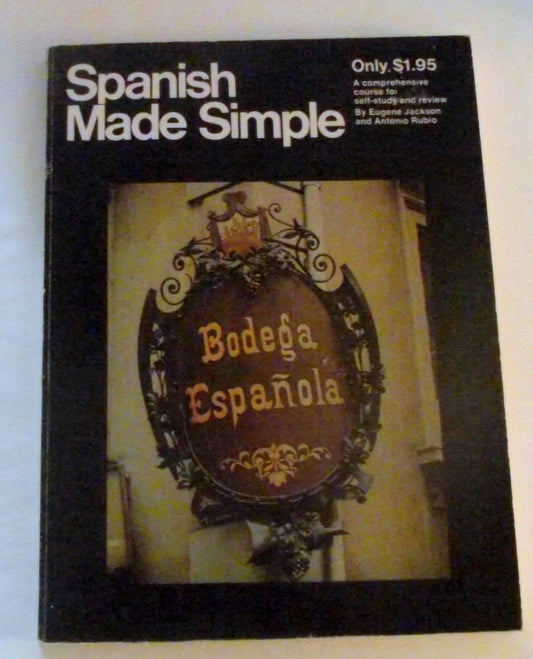 Spanish
Made Simple
Only $1.95
A comprehensive
course for
self-study and review
By Eugene Jackson
and Antonio Rubio
Bodega
Española